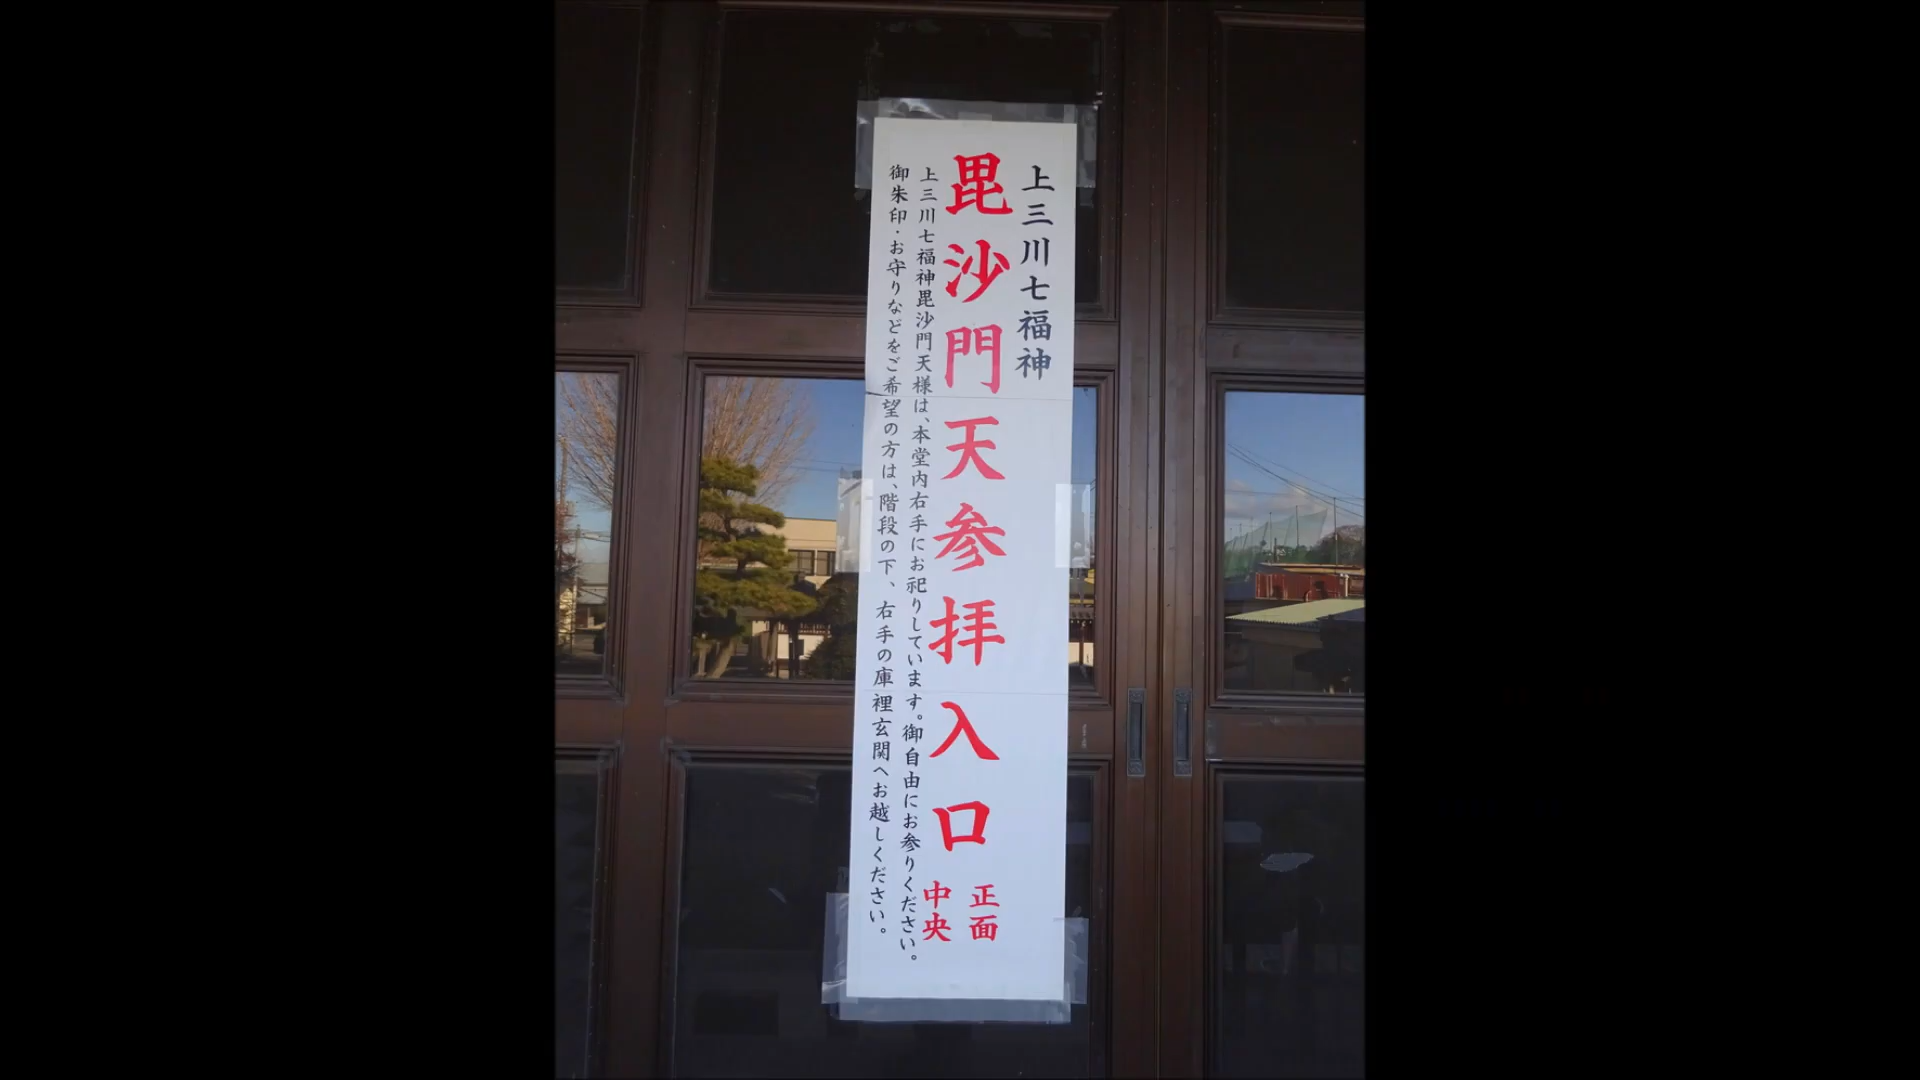 上三川七福神
毘沙門天参拝入口
正面
中央
上三川七福神毘沙門天様は、本堂内右手にお祀りしています。御自由にお参りください。
御朱印・お守りなどをご希望の方は、階段の下、右手の庫裡玄関へお越しください。